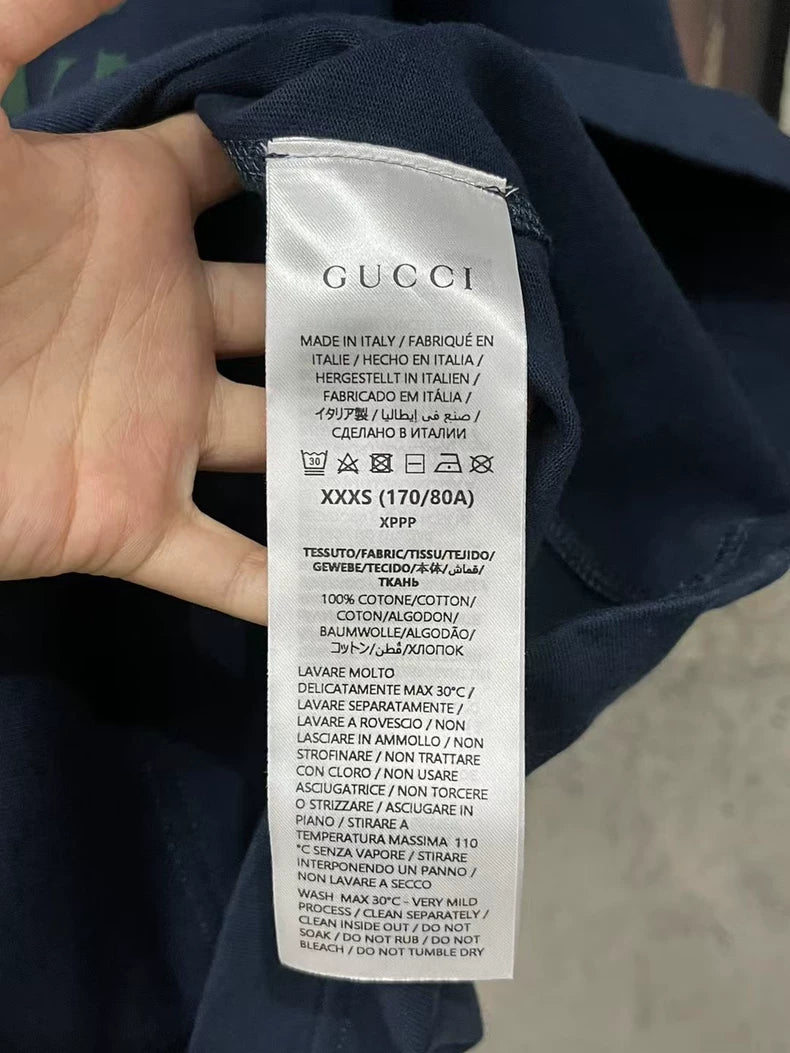 GUCCI
MADE IN ITALY / FABRIQUÉ EN
ITALIE / HECHO EN ITALIA /
HERGESTELLT IN ITALIEN /
FABRICADO EM ITÁLIA /
イタリア製 / صنع في إيطاليا /
СДЕЛАНО В ИТАЛИИ
30
XXXS (170/80A)
XPPP
TESSUTO/FABRIC/TISSU/TEJIDO/
GEWEBE/TECIDO/本体/قماش/
ТКАНЬ
100% COTONE/COTTON/
COTON/ALGODON/
BAUMWOLLE/ALGODÃO/
コットン/قطن/ХЛОПОК
LAVARE MOLTO
DELICATAMENTE MAX 30°C /
LAVARE SEPARATAMENTE /
LAVARE A ROVESCIO / NON
LASCIARE IN AMMOLLO / NON
STROFINARE / NON TRATTARE
CON CLORO / NON USARE
ASCIUGATRICE / NON TORCERE
O STRIZZARE / ASCIUGARE IN
PIANO / STIRARE A
TEMPERATURA MASSIMA 110
°C SENZA VAPORE / STIRARE
INTERPONENDO UN PANNO /
NON LAVARE A SECCO
WASH MAX 30°C - VERY MILD
PROCESS / CLEAN SEPARATELY /
CLEAN INSIDE OUT / DO NOT
SOAK / DO NOT RUB / DO NOT
BLEACH / DO NOT TUMBLE DRY